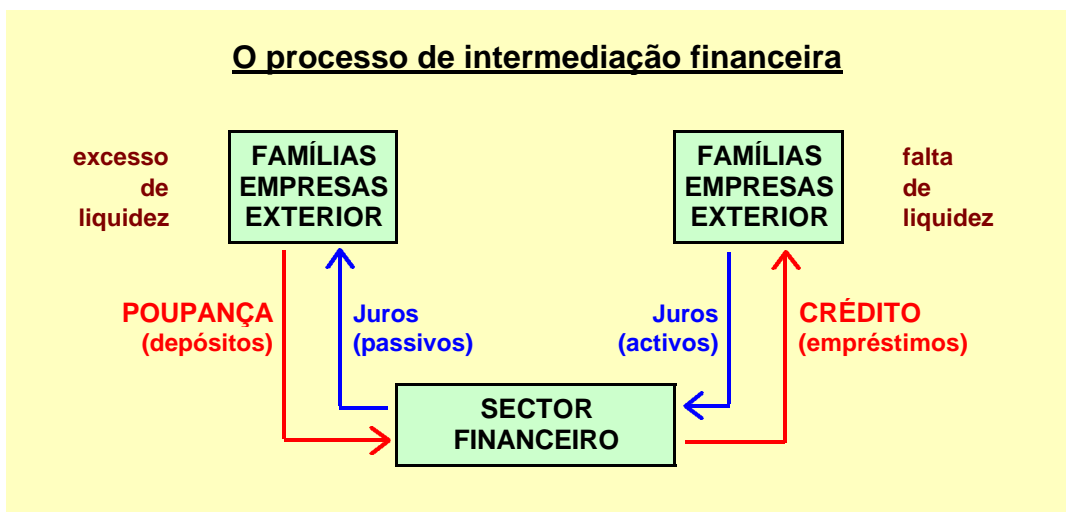 O processo de intermediação financeira
excesso
de
liquidez
FAMÍLIAS
EMPRESAS
EXTERIOR
FAMÍLIAS
EMPRESAS
EXTERIOR
falta
de
liquidez
POUPANÇA
(depósitos)
Juros
(passivos)
Juros
(activos)
CRÉDITO
(empréstimos)
SECTOR
FINANCEIRO